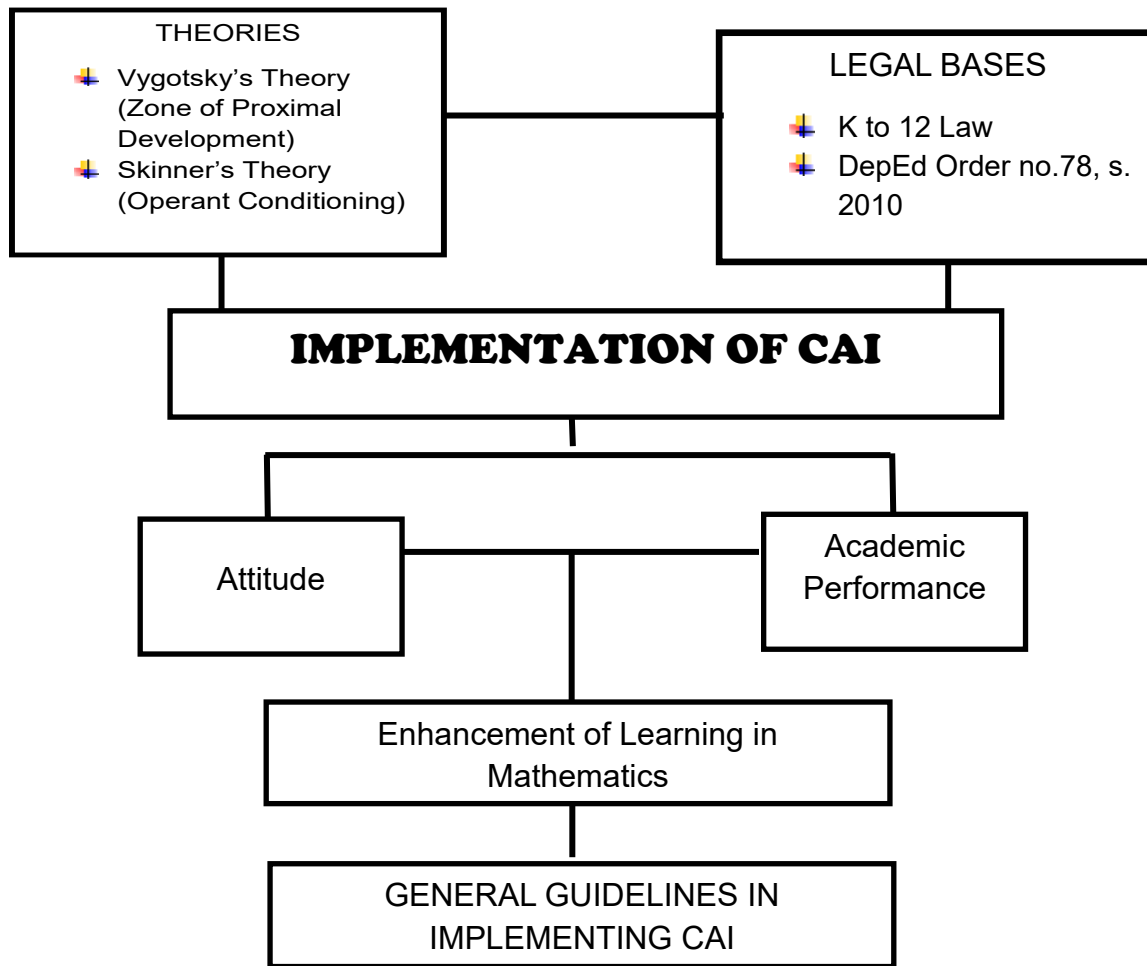 THEORIES
Vygotsky's Theory
(Zone of Proximal
Development)
Skinner's Theory
(Operant Conditioning)
LEGAL BASES
K to 12 Law
DepEd Order no.78, s.
2010
IMPLEMENTATION OF CAI
Attitude
Academic
Performance
Enhancement of Learning in
Mathematics
GENERAL GUIDELINES IN
IMPLEMENTING CAI